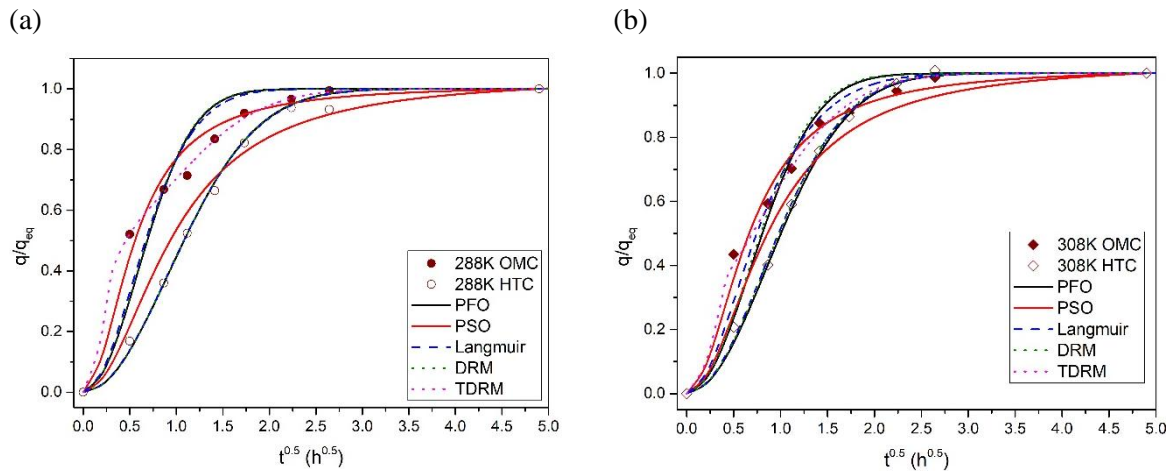 (a)
(b)
q/q_eq
1.0
0.8
0.6
0.4
0.2
0.0
0.0 0.5 1.0 1.5 2.0 2.5 3.0 3.5 4.0 4.5 5.0
t^0.5 (h^0.5)
288K OMC
288K HTC
PFO
PSO
Langmuir
DRM
TDRM
q/q_eq
1.0
0.8
0.6
0.4
0.2
0.0
0.0 0.5 1.0 1.5 2.0 2.5 3.0 3.5 4.0 4.5 5.0
t^0.5 (h^0.5)
308K OMC
308K HTC
PFO
PSO
Langmuir
DRM
TDRM